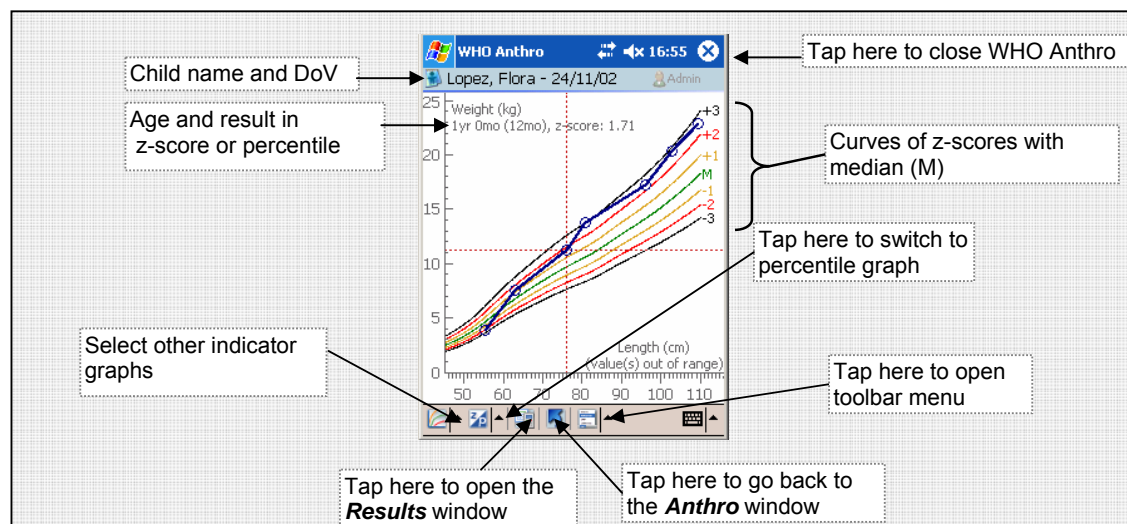 WHO Anthro
16:55
Tap here to close WHO Anthro
Child name and DoV
Lopez, Flora - 24/11/02
Admin
Age and result in
z-score or percentile
Weight (kg)
1yr 0mo (12mo), z-score: 1.71
25
20
15
10
5
0
+3
+2
+1
M
-1
-2
-3
Curves of z-scores with
median (M)
Tap here to switch to
percentile graph
Select other indicator
graphs
Length (cm)
(value(s) out of range)
50 60 70 80 90 100 110
Z/P
Tap here to open
toolbar menu
Tap here to open the
Results window
Tap here to go back to
the Anthro window